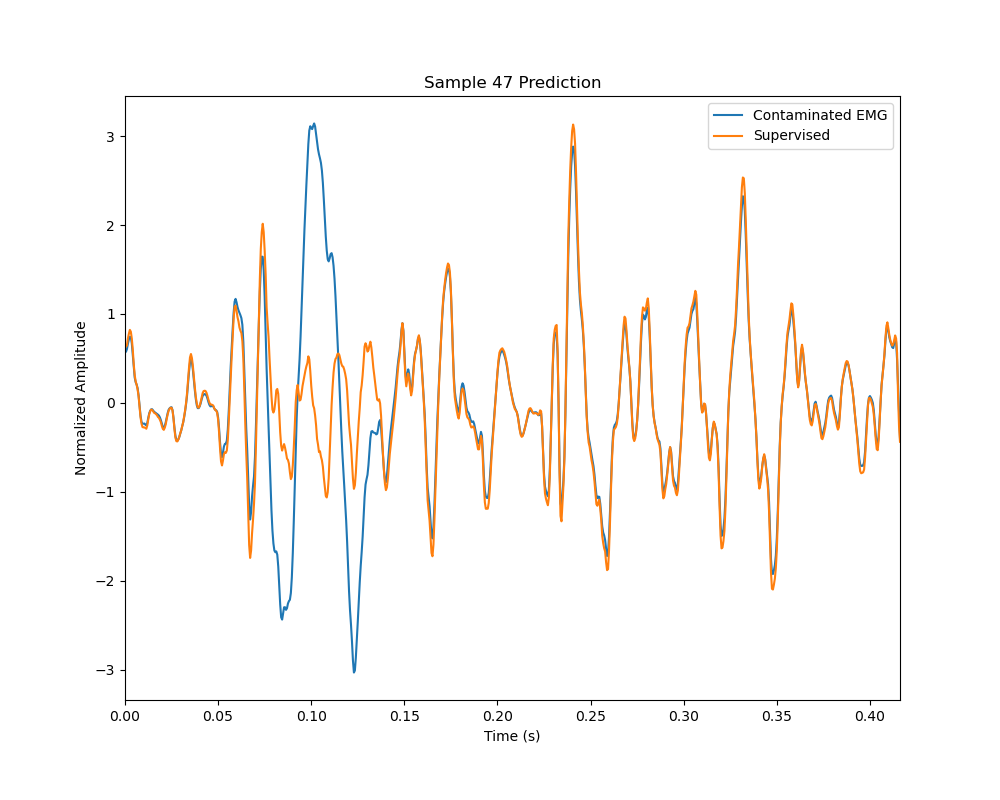 Sample 47 Prediction
Contaminated EMG
Supervised
Normalized Amplitude
3
2
1
0
−1
−2
−3
0.00 0.05 0.10 0.15 0.20 0.25 0.30 0.35 0.40
Time (s)